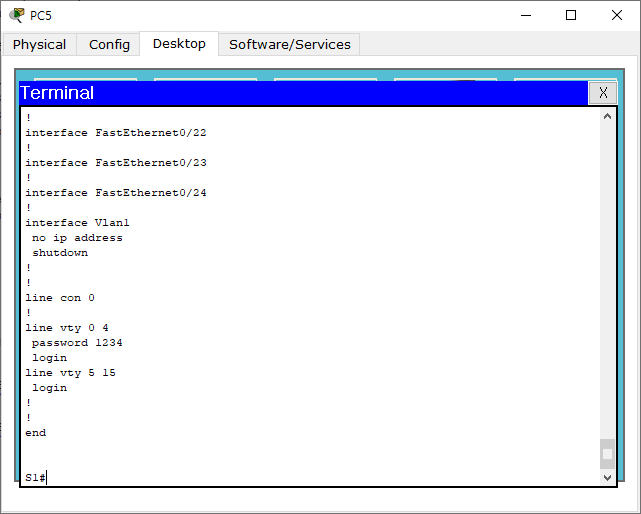 PC5
Physical Config Desktop Software/Services
Terminal X
!
interface FastEthernet0/22
!
interface FastEthernet0/23
!
interface FastEthernet0/24
!
interface Vlan1
 no ip address
 shutdown
!
!
line con 0
!
line vty 0 4
 password 1234
 login
line vty 5 15
 login
!
!
end
S1#